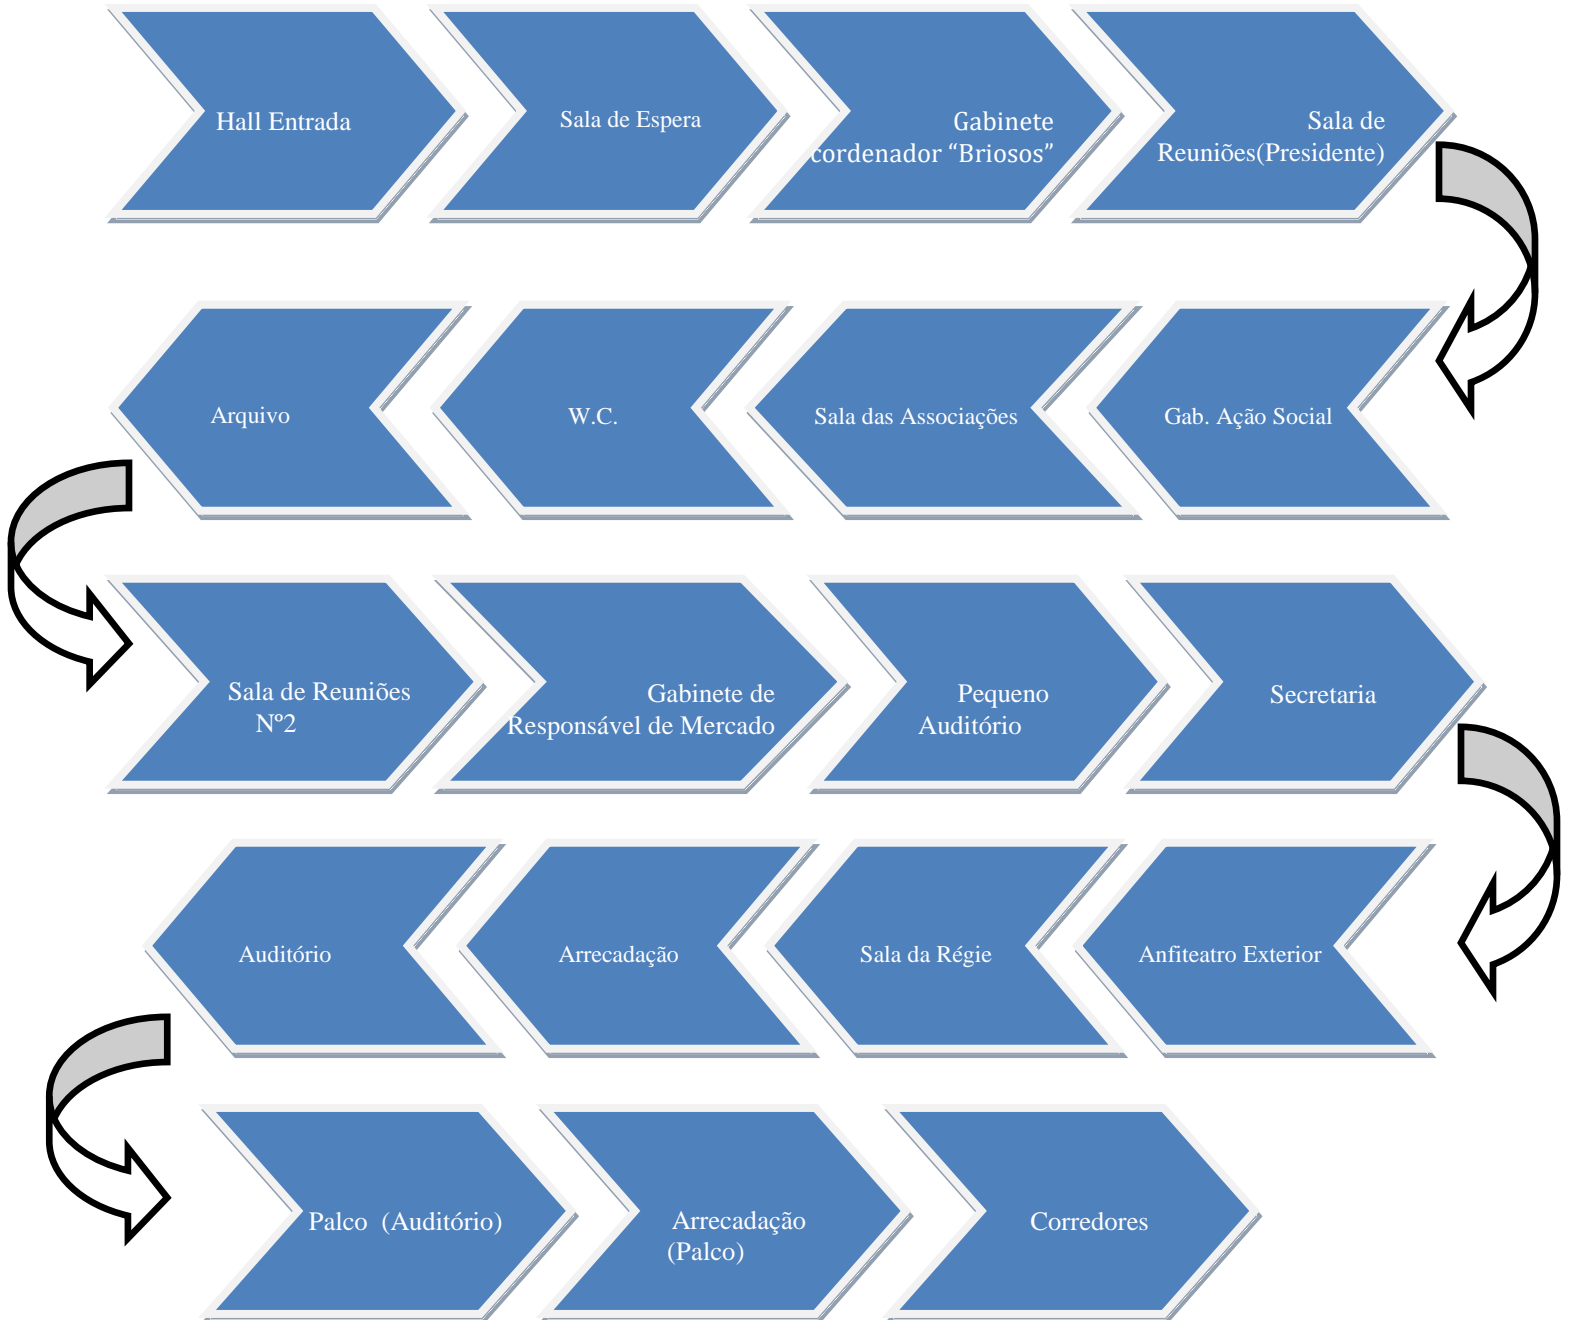 Hall Entrada
Sala de Espera
Gabinete
cordenador “Briosos”
Sala de
Reuniões(Presidente)
Arquivo
W.C.
Sala das Associações
Gab. Ação Social
Sala de Reuniões
Nº2
Gabinete de
Responsável de Mercado
Pequeno
Auditório
Secretaria
Auditório
Arrecadação
Sala da Régie
Anfiteatro Exterior
Palco (Auditório)
Arrecadação
(Palco)
Corredores